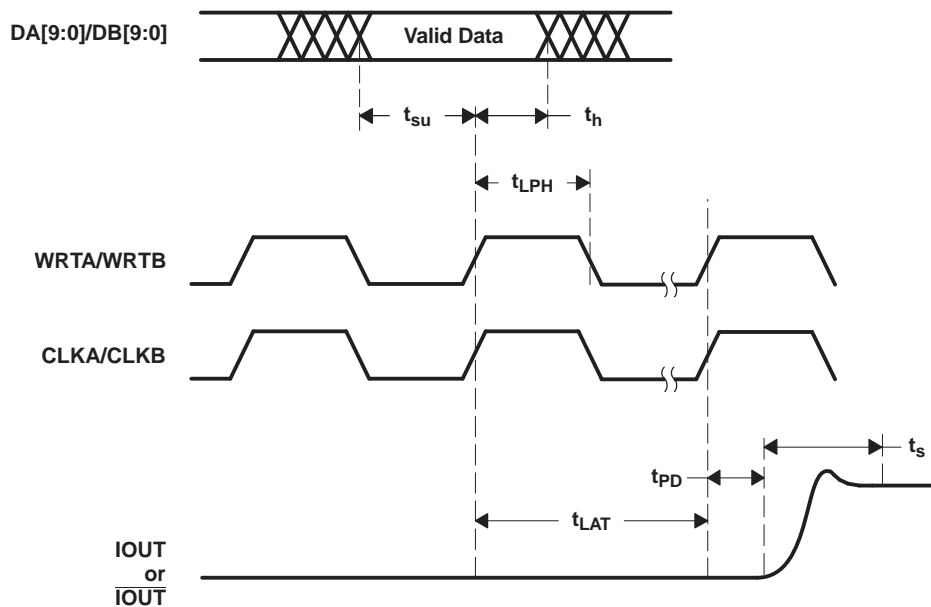 DA[9:0]/DB[9:0]
Valid Data
tsu
th
tLPH
WRTA/WRTB
CLKA/CLKB
ts
tPD
tLAT
IOUT
or
I̅O̅U̅T̅